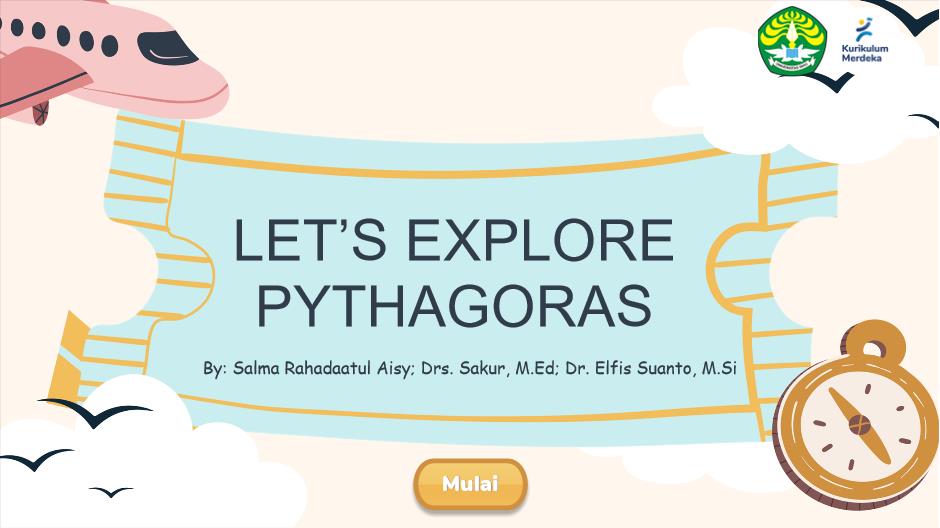 Kurikulum
Merdeka
LET’S EXPLORE
PYTHAGORAS
By: Salma Rahadaatul Aisy; Drs. Sakur, M.Ed; Dr. Elfis Suanto, M.Si
Mulai